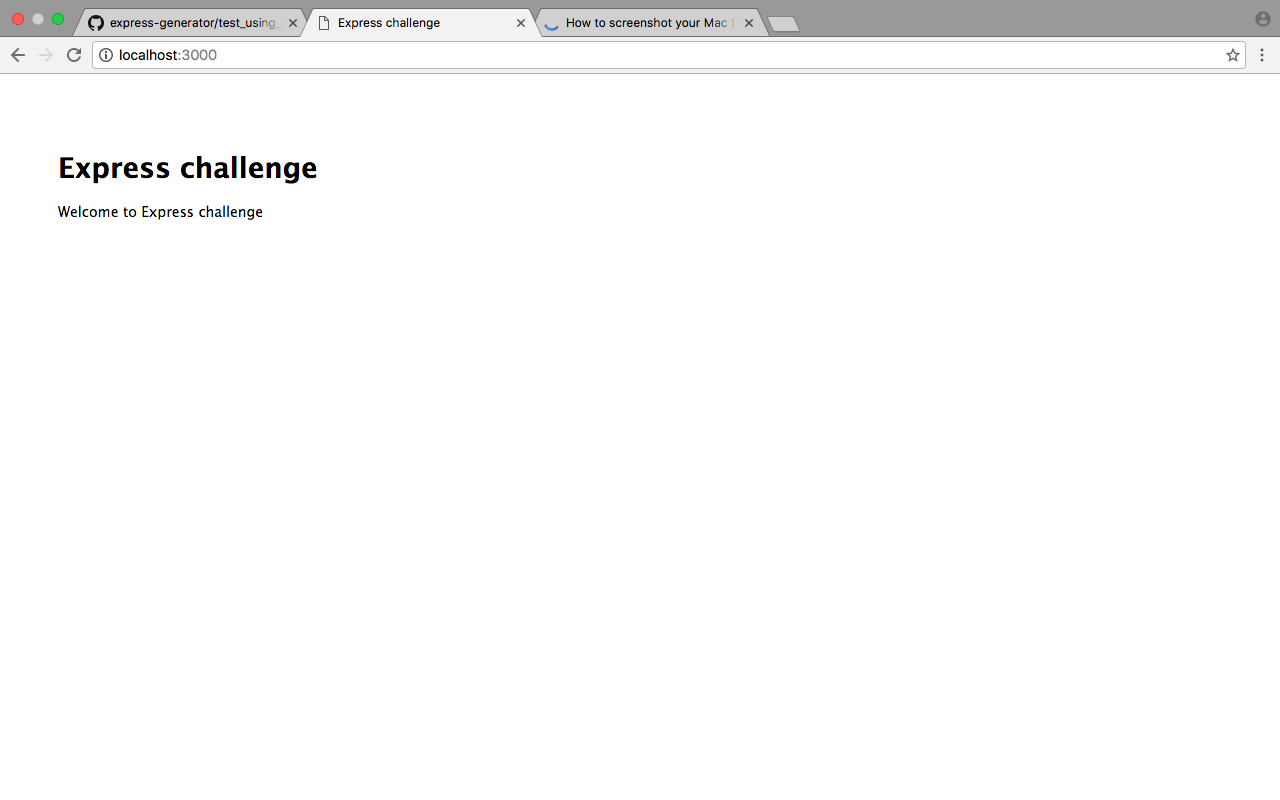 express-generator/test_using_
Express challenge
How to screenshot your Mac
localhost:3000
Express challenge
Welcome to Express challenge